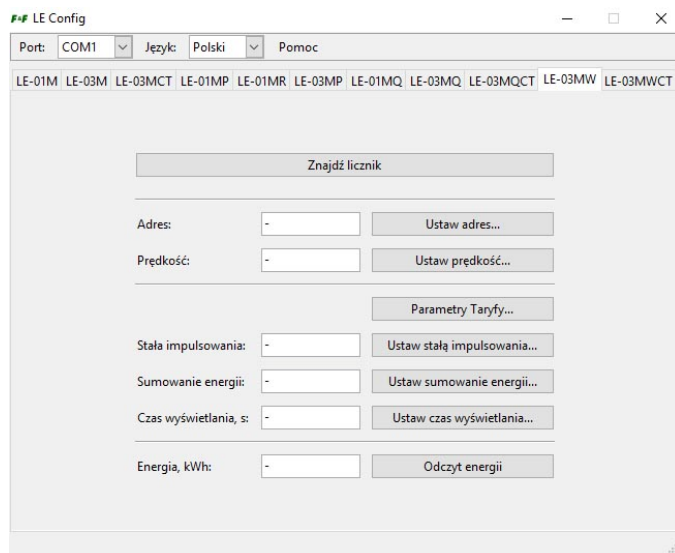 F&F LE Config
Port: COM1 Język: Polski Pomoc
LE-01M LE-03M LE-03MCT LE-01MP LE-01MR LE-03MP LE-01MQ LE-03MQ LE-03MQCT LE-03MW LE-03MWCT
Znajdź licznik
Adres: - Ustaw adres...
Prędkość: - Ustaw prędkość...
Parametry Taryfy...
Stała impulsowania: - Ustaw stałą impulsowania...
Sumowanie energii: - Ustaw sumowanie energii...
Czas wyświetlania, s: - Ustaw czas wyświetlania...
Energia, kWh: - Odczyt energii